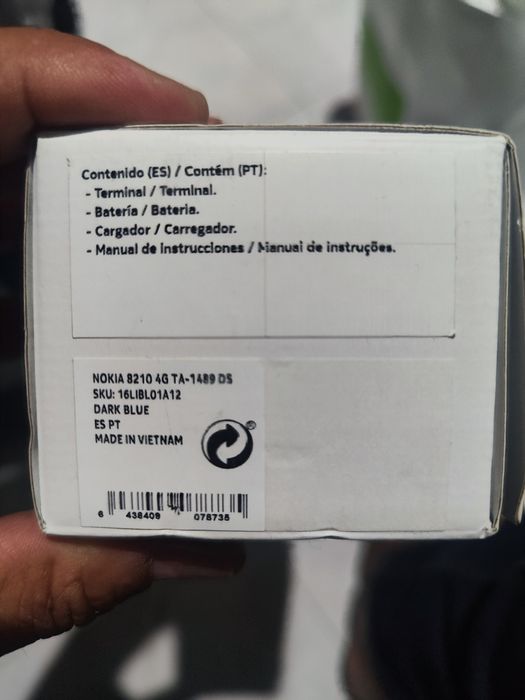 Contenido (ES) / Contém (PT):
- Terminal / Terminal.
- Batería / Bateria.
- Cargador / Carregador.
- Manual de instrucciones / Manual de instruções.
NOKIA 8210 4G TA-1489 DS
SKU: 16LIBL01A12
DARK BLUE
ES PT
MADE IN VIETNAM
®
6 438409 078735